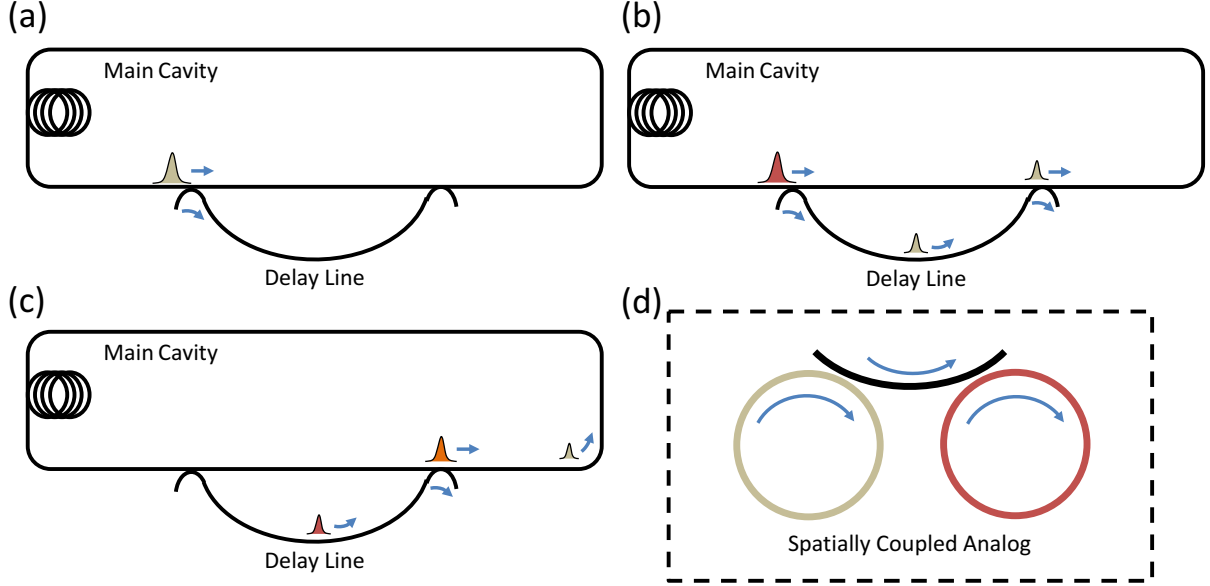 (a)
Main Cavity
Delay Line
(b)
Main Cavity
Delay Line
(c)
Main Cavity
Delay Line
(d)
Spatially Coupled Analog